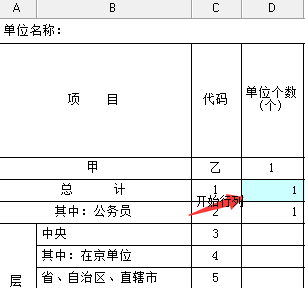 A B C D
单位名称：
项 目 代码 单位个数（个）
甲 乙 1
总 计 1 1
开始行列
其中：公务员 2 1
中央 3
其中：在京单位 4
层 省、自治区、直辖市 5